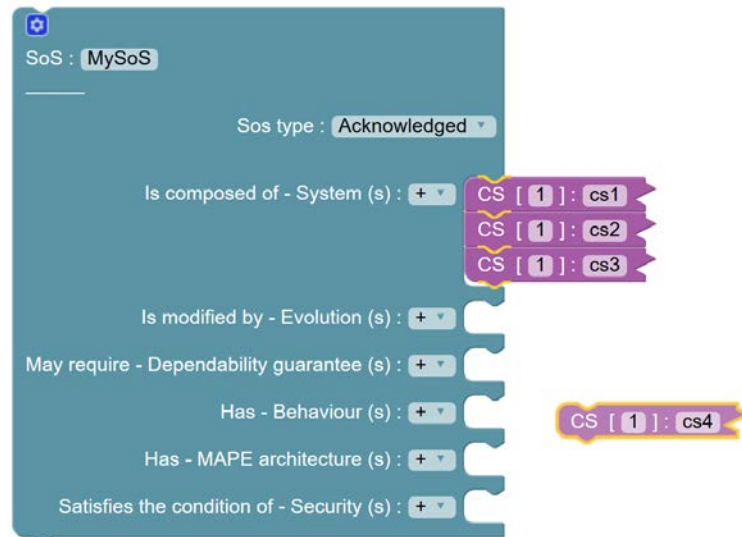 SoS : MySoS
Sos type : Acknowledged
Is composed of - System (s) : +
CS [ 1 ] : cs1
CS [ 1 ] : cs2
CS [ 1 ] : cs3
Is modified by - Evolution (s) : +
May require - Dependability guarantee (s) : +
Has - Behaviour (s) : +
CS [ 1 ] : cs4
Has - MAPE architecture (s) : +
Satisfies the condition of - Security (s) : +